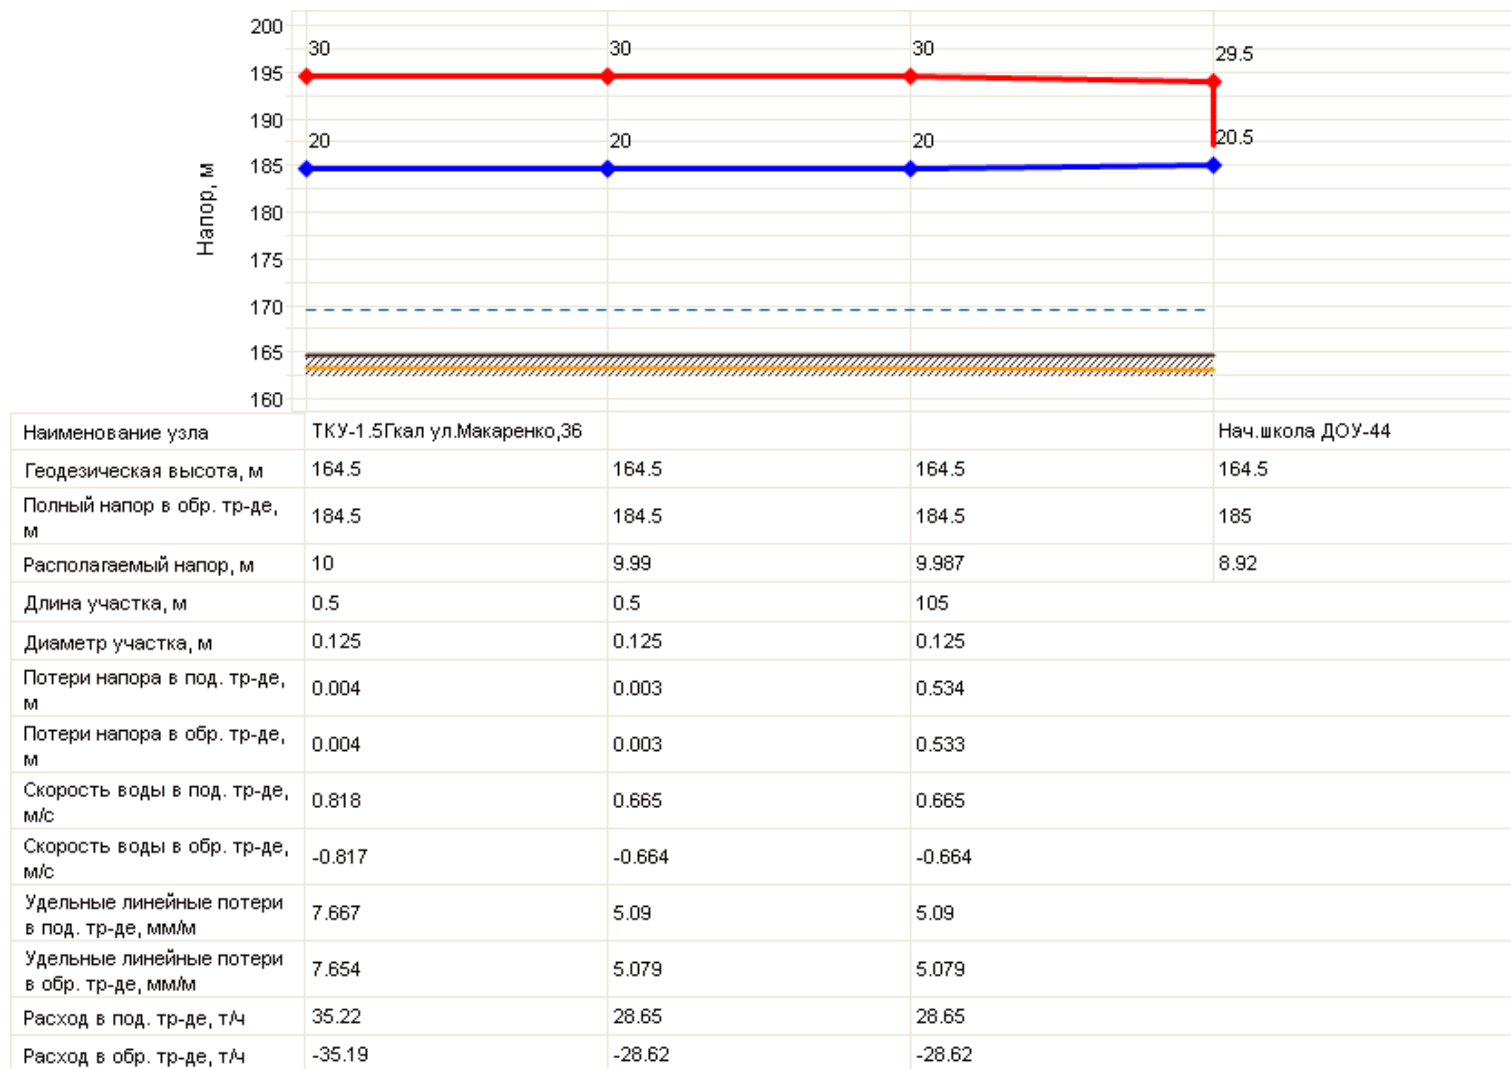 200
195
190
185
180
175
170
165
160
Напор, м
30
30
30
29.5
20
20
20
20.5
Наименование узла
ТКУ-1.5Гкал ул.Макаренко,36
Нач.школа ДОУ-44
Геодезическая высота, м
164.5
164.5
164.5
164.5
Полный напор в обр. тр-де,
м
184.5
184.5
184.5
185
Располагаемый напор, м
10
9.99
9.987
8.92
Длина участка, м
0.5
0.5
105
Диаметр участка, м
0.125
0.125
0.125
Потери напора в под. тр-де,
м
0.004
0.003
0.534
Потери напора в обр. тр-де,
м
0.004
0.003
0.533
Скорость воды в под. тр-де,
м/с
0.818
0.665
0.665
Скорость воды в обр. тр-де,
м/с
-0.817
-0.664
-0.664
Удельные линейные потери
в под. тр-де, мм/м
7.667
5.09
5.09
Удельные линейные потери
в обр. тр-де, мм/м
7.654
5.079
5.079
Расход в под. тр-де, т/ч
35.22
28.65
28.65
Расход в обр. тр-де, т/ч
-35.19
-28.62
-28.62